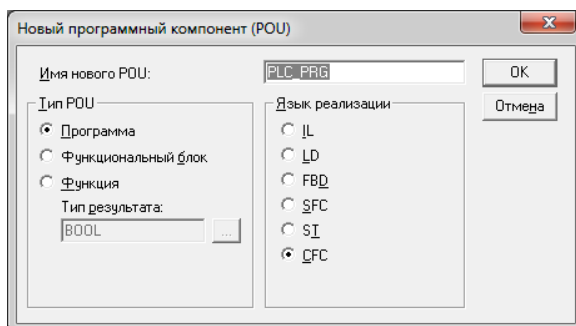 Новый программный компонент (POU)
Имя нового POU:
PLC_PRG
OK
Отмена
Тип POU
Программа
Функциональный блок
Функция
Тип результата:
BOOL
...
Язык реализации
IL
LD
FBD
SFC
ST
CFC